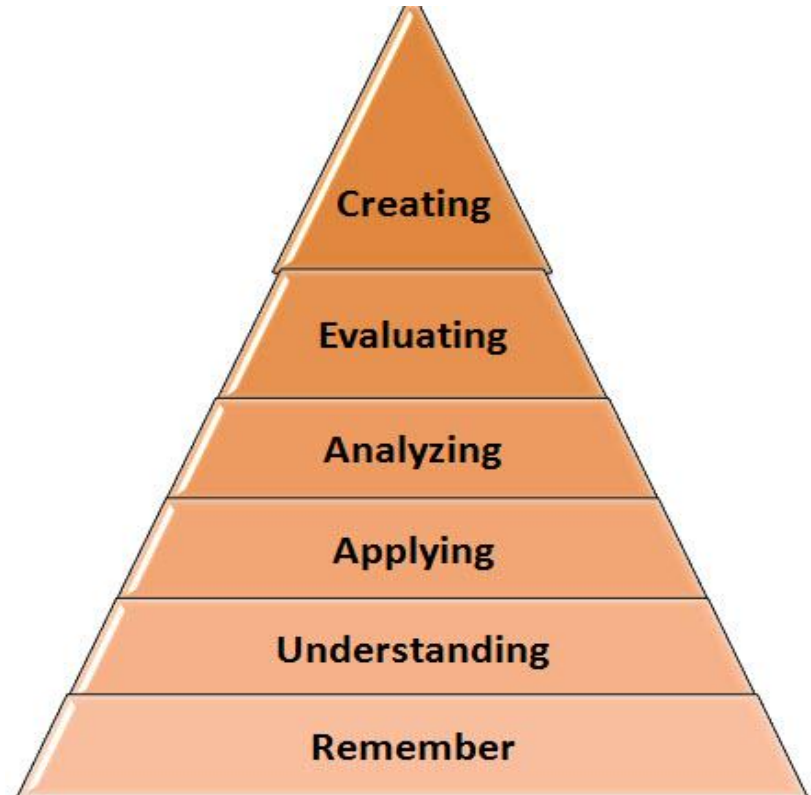 Creating
Evaluating
Analyzing
Applying
Understanding
Remember